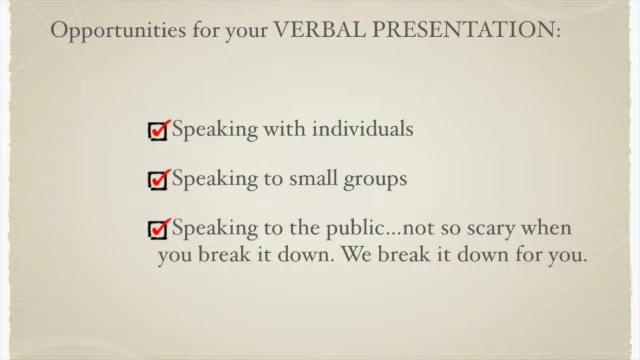 Opportunities for your VERBAL PRESENTATION:
Speaking with individuals
Speaking to small groups
Speaking to the public...not so scary when
you break it down. We break it down for you.